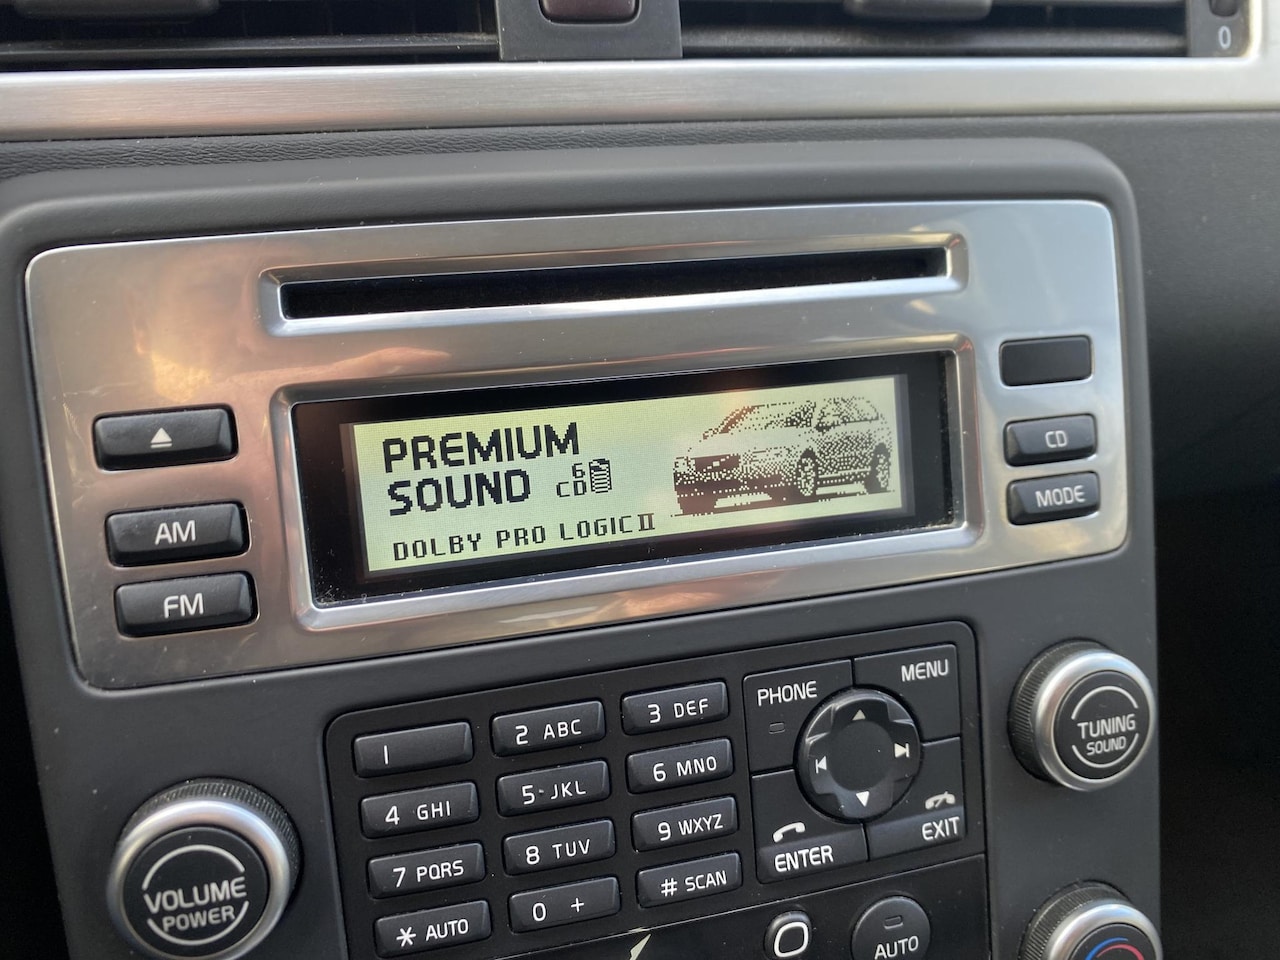 0
PREMIUM
SOUND 6
CD
DOLBY PRO LOGIC II
AM
FM
CD
MODE
1
2 ABC
3 DEF
4 GHI
5 JKL
6 MNO
7 PQRS
8 TUV
9 WXYZ
* AUTO
0 +
# SCAN
PHONE
MENU
ENTER
EXIT
VOLUME
POWER
TUNING
SOUND
AUTO